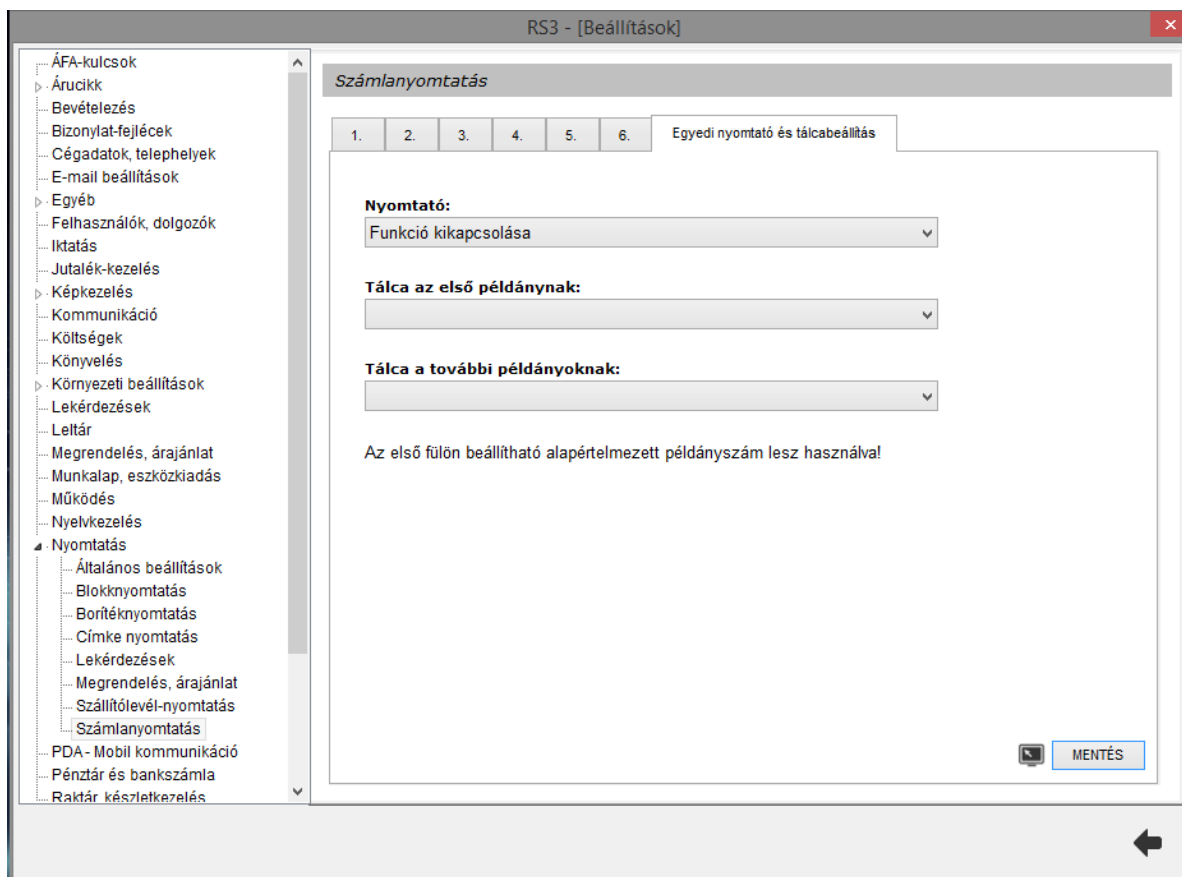 RS3 - [Beállítások]
ÁFA-kulcsok
Árucikk
Bevételezés
Bizonylat-fejlécek
Cégadatok, telephelyek
E-mail beállítások
Egyéb
Felhasználók, dolgozók
Iktatás
Jutalék-kezelés
Képkezelés
Kommunikáció
Költségek
Könyvelés
Környezeti beállítások
Lekérdezések
Leltár
Megrendelés, árajánlat
Munkalap, eszközkiadás
Működés
Nyelvkezelés
Nyomtatás
Általános beállítások
Blokknyomtatás
Borítéknyomtatás
Címke nyomtatás
Lekérdezések
Megrendelés, árajánlat
Szállítólevél-nyomtatás
Számlanyomtatás
PDA - Mobil kommunikáció
Pénztár és bankszámla
Raktár, készletkezelés
Számlanyomtatás
1. 2. 3. 4. 5. 6. Egyedi nyomtató és tálcabeállítás
Nyomtató:
Funkció kikapcsolása
Tálca az első példánynak:
Tálca a további példányoknak:
Az első fülön beállítható alapértelmezett példányszám lesz használva!
MENTÉS